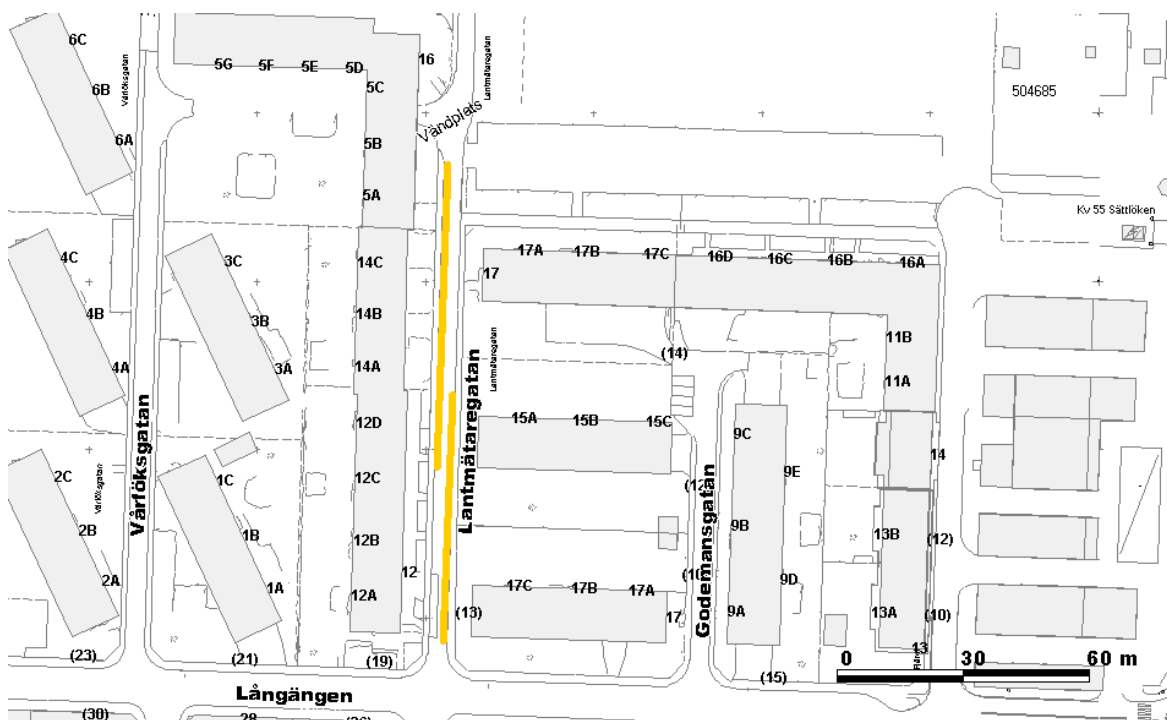 6C
Vårlöksgatan
6B
6A
5G
5F
5E
5D
16
5C
5B
5A
Vändplats
Lantmätaregatan
504685
Kv 55 Sättlöken
4C
4B
4A
3C
3B
3A
14C
14B
14A
12D
12C
12B
12A
12
17
17A
17B
17C
16D
16C
16B
16A
Lantmätaregatan
(14)
11B
11A
Lantmätaregatan
15A
15B
15C
9C
9E
9B
9D
9A
14
13B
(12)
13A
(10)
13
Vårlöksgatan
2C
Vårlöksgatan
2B
2A
1C
1B
1A
Godemansgatan
17C
17B
17A
17
(13)
(23)
(21)
(19)
(15)
Långängen
0
30
60 m
(30)
28